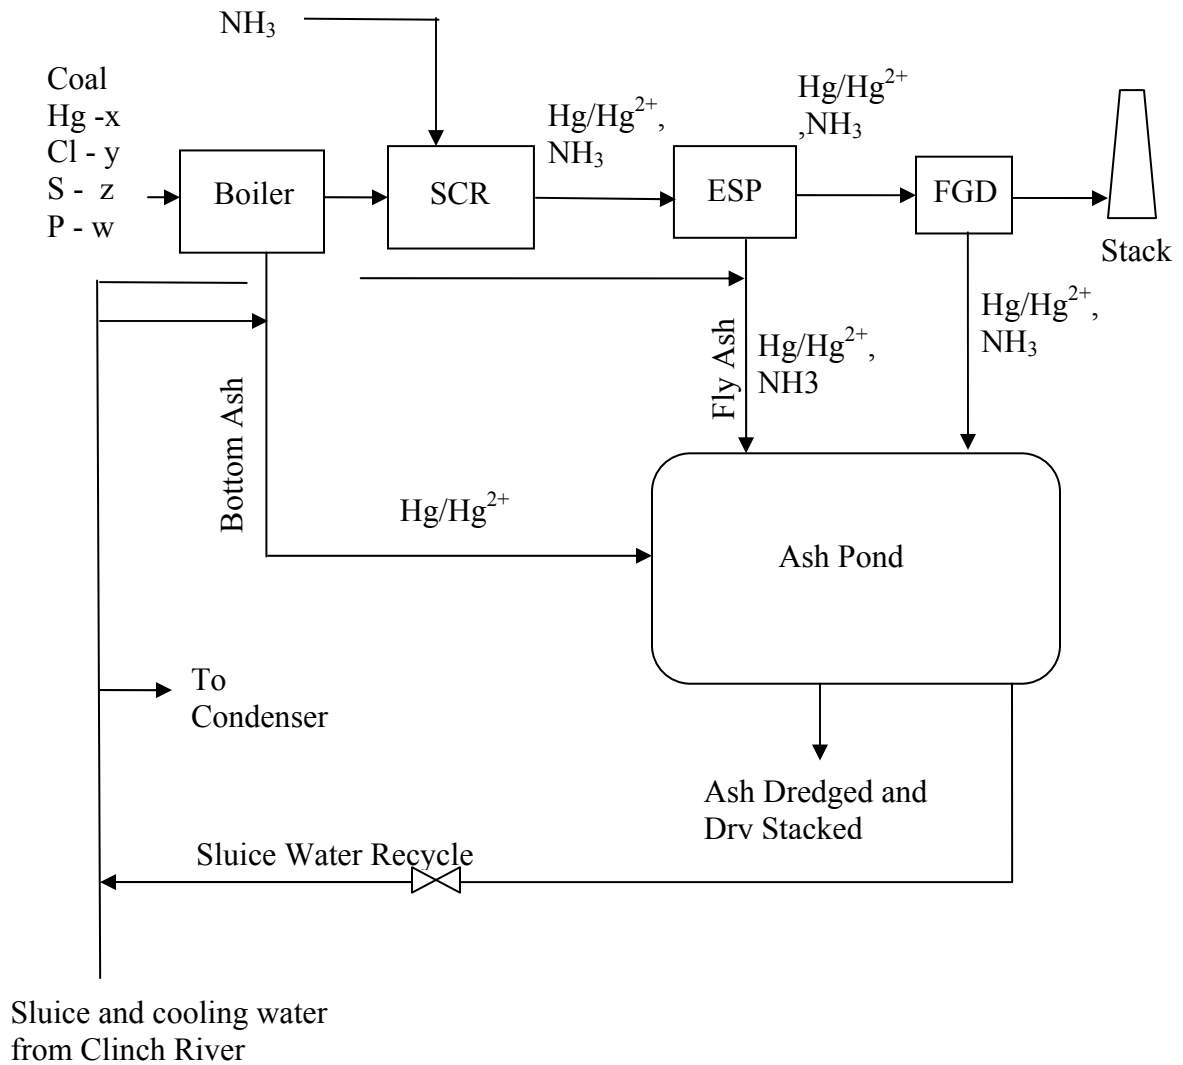 NH₃
Coal
Hg -x
Cl - y
S - z
P - w
Boiler
SCR
Hg/Hg²⁺,
NH₃
ESP
Hg/Hg²⁺
,NH₃
FGD
Stack
Bottom Ash
Fly Ash
Hg/Hg²⁺,
NH3
Hg/Hg²⁺,
NH₃
Hg/Hg²⁺
Ash Pond
To
Condenser
Ash Dredged and
Drv Stacked
Sluice Water Recycle
Sluice and cooling water
from Clinch River